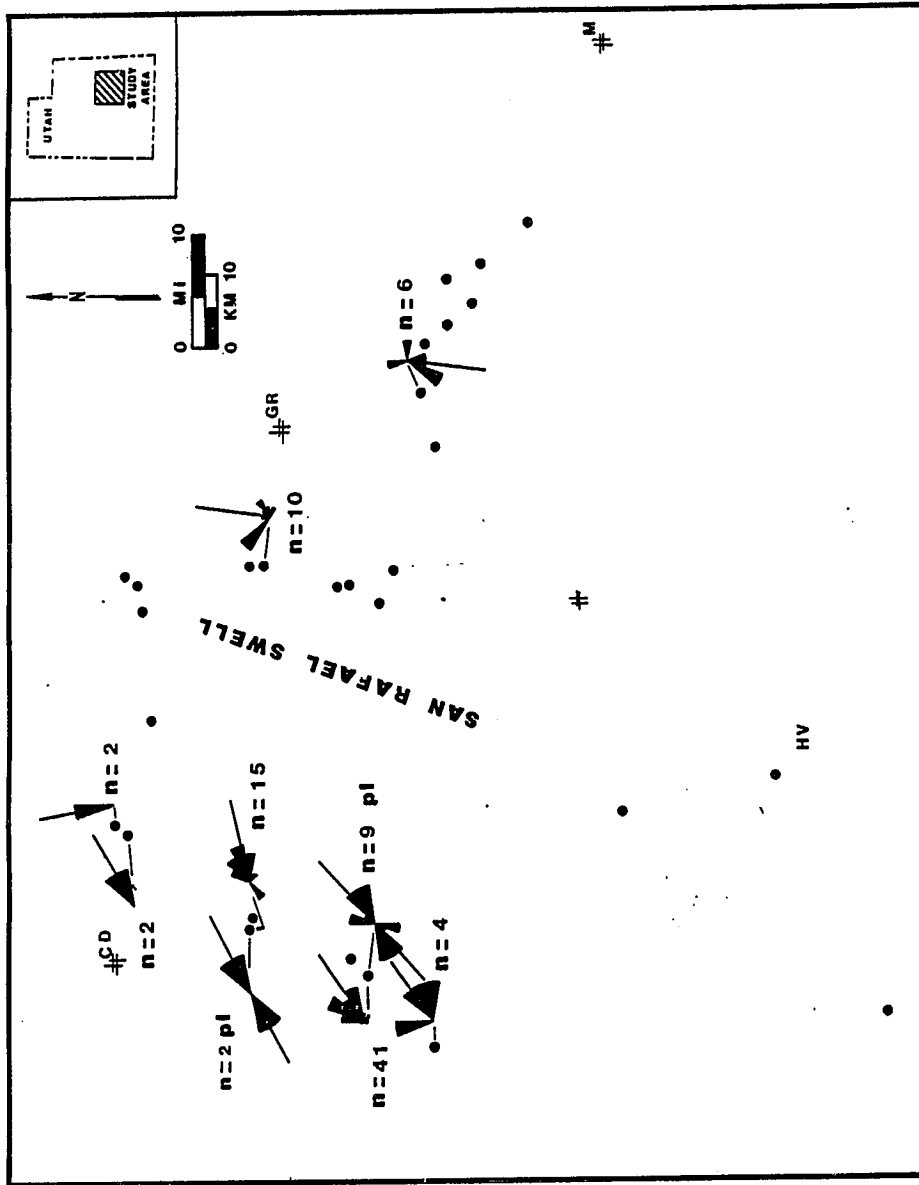 UTAH
STUDY
AREA
M
N
0 MI 10
0 KM 10
n=6
GR
n=10
SAN RAFAEL SWELL
n=2
n=15
n=9 pl
CD
n=2
n=4
n=2 pl
n=41
HV